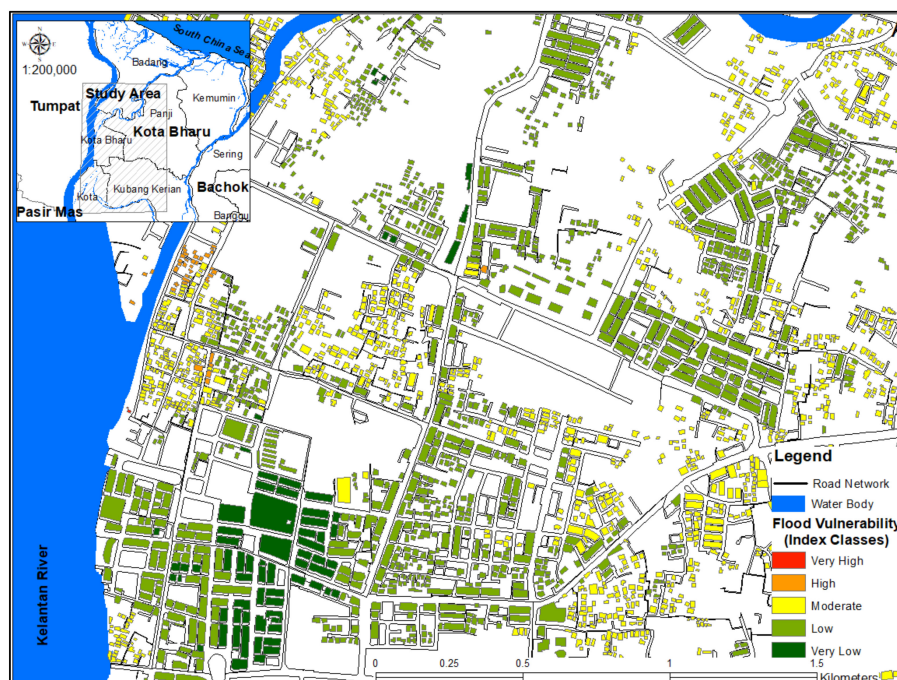 South China Sea
1:200,000
Badang
Study Area
Kemumin
Tumpat
Panji
Kota Bharu
Kota Bharu
Sering
Kubang Kerian
Kota
Bachok
Pasir Mas
Banggu
Legend
Road Network
Water Body
Flood Vulnerability
(Index Classes)
Very High
High
Moderate
Low
Very Low
Kelantan River
0 0.25 0.5 1 1.5
Kilometers